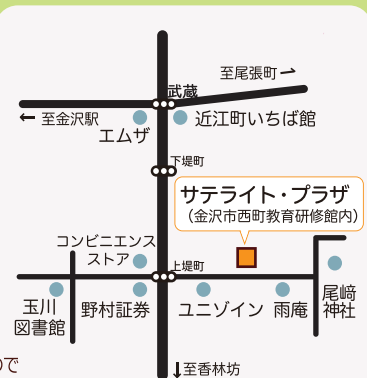 至尾張町
武蔵
至金沢駅
エムザ
近江町いちば館
下堤町
サテライト・プラザ
（金沢市西町教育研修館内）
コンビニエンス
ストア
上堤町
玉川
図書館
野村証券
ユニゾイン
雨庵
尾﨑
神社
ので
至香林坊